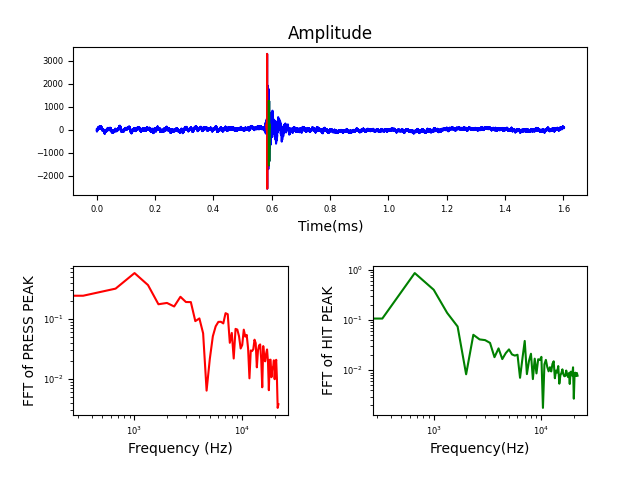 Amplitude
3000
2000
1000
0
−1000
−2000
0.0 0.2 0.4 0.6 0.8 1.0 1.2 1.4 1.6
Time(ms)
FFT of PRESS PEAK
10⁻¹
10⁻²
10³ 10⁴
Frequency (Hz)
FFT of HIT PEAK
10⁰
10⁻¹
10⁻²
10³ 10⁴
Frequency(Hz)